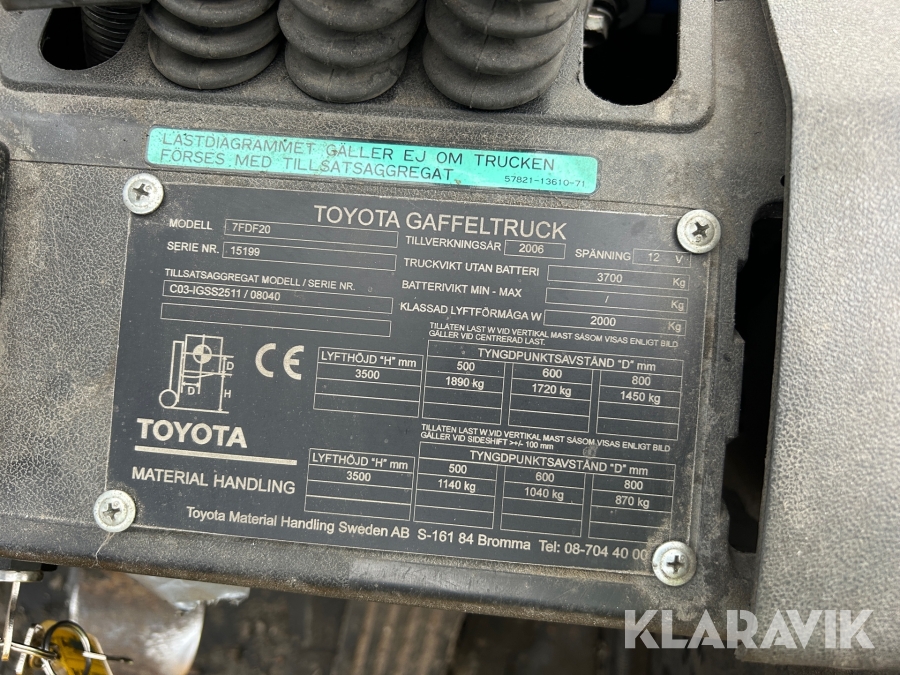 LASTDIAGRAMMET GÄLLER EJ OM TRUCKEN
FÖRSES MED TILLSATSAGGREGAT
57821-13610-71
TOYOTA GAFFELTRUCK
MODELL 7FDF20
TILLVERKNINGSÅR 2006 SPÄNNING 12 V
SERIE NR. 15199
TRUCKVIKT UTAN BATTERI 3700 Kg
TILLSATSAGGREGAT MODELL / SERIE NR.
BATTERIVIKT MIN - MAX / Kg
C03-IGSS2511 / 08040
KLASSAD LYFTFÖRMÅGA W 2000 Kg
TILLÅTEN LAST W VID VERTIKAL MAST SÅSOM VISAS ENLIGT BILD
GÄLLER VID CENTRERAD LAST.
LYFTHÖJD "H" mm TYNGDPUNKTSAVSTÅND "D" mm
500 600 800
3500 1890 kg 1720 kg 1450 kg
D
D
H
CE
TILLÅTEN LAST W VID VERTIKAL MAST SÅSOM VISAS ENLIGT BILD
GÄLLER VID SIDESHIFT >+/- 100 mm
LYFTHÖJD "H" mm TYNGDPUNKTSAVSTÅND "D" mm
500 600 800
3500 1140 kg 1040 kg 870 kg
TOYOTA
MATERIAL HANDLING
Toyota Material Handling Sweden AB S-161 84 Bromma Tel: 08-704 40 00
KLARAVIK